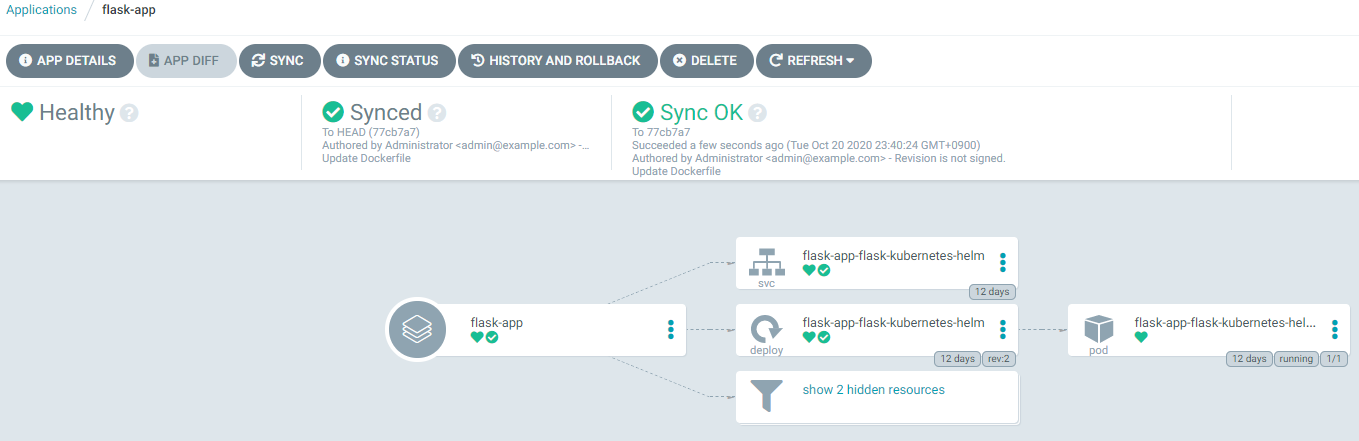 Applications / flask-app
APP DETAILS APP DIFF SYNC SYNC STATUS HISTORY AND ROLLBACK DELETE REFRESH
Healthy ?
Synced ?
To HEAD (77cb7a7)
Authored by Administrator <admin@example.com> -...
Update Dockerfile
Sync OK ?
To 77cb7a7
Succeeded a few seconds ago (Tue Oct 20 2020 23:40:24 GMT+0900)
Authored by Administrator <admin@example.com> - Revision is not signed.
Update Dockerfile
flask-app
flask-app-flask-kubernetes-helm
svc
12 days
flask-app-flask-kubernetes-helm
deploy
12 days rev:2
show 2 hidden resources
flask-app-flask-kubernetes-hel...
pod
12 days running 1/1